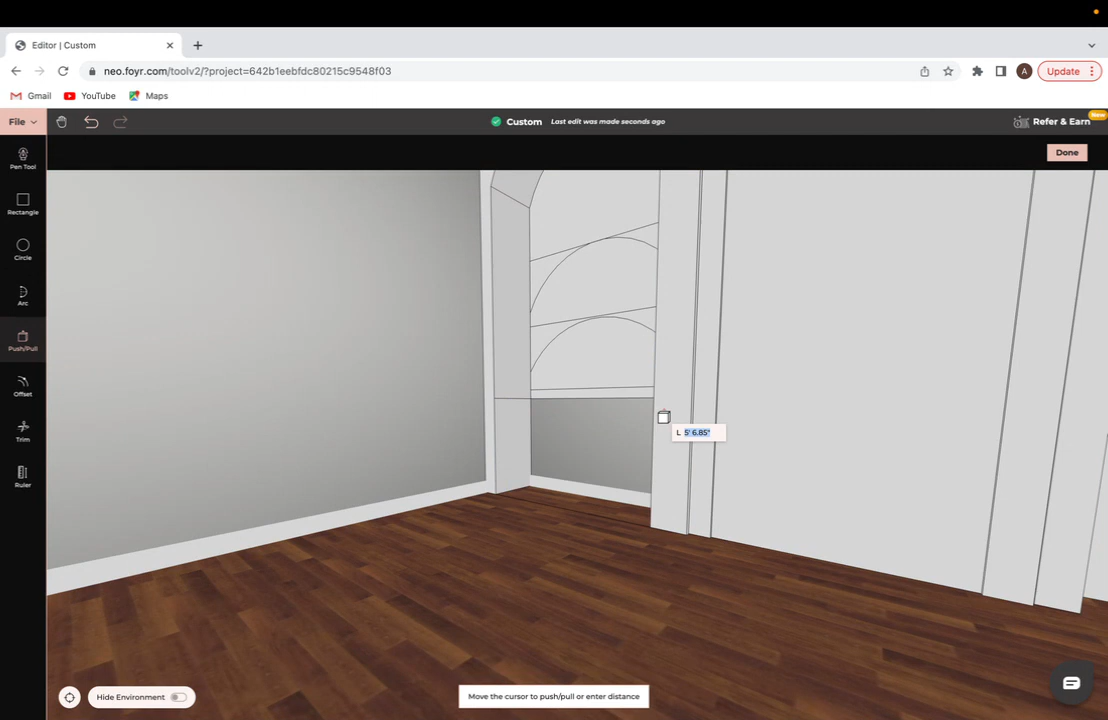 Editor | Custom
neo.foyr.com/toolv2/?project=642b1eebfdc80215c9548f03
A
Update
Gmail
YouTube
Maps
File
Custom
Last edit was made seconds ago
Refer & Earn
New
Done
Pen Tool
Rectangle
Circle
Arc
Push/Pull
Offset
Trim
Ruler
L 5' 6.85"
Hide Environment
Move the cursor to push/pull or enter distance